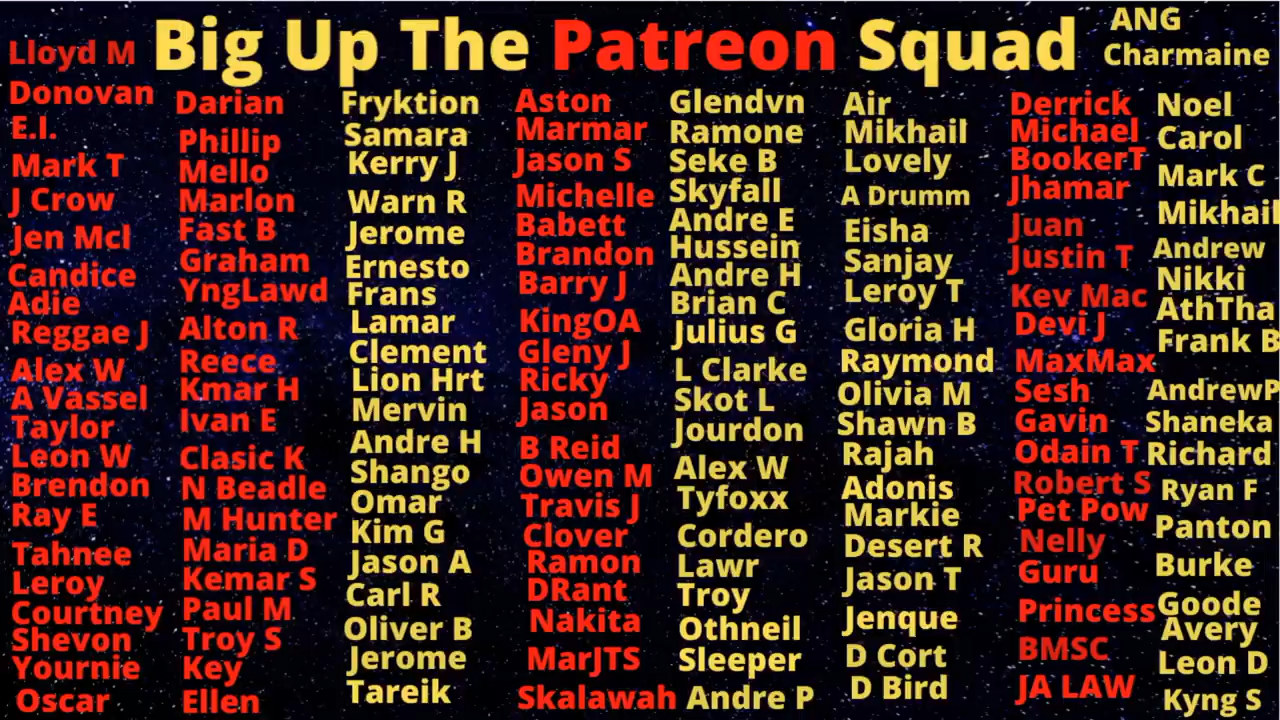 Big Up The Patreon Squad
Lloyd M
Donovan
E.I.
Mark T
J Crow
Jen Mcl
Candice
Adie
Reggae J
Alex W
A Vassel
Taylor
Leon W
Brendon
Ray E
Tahnee
Leroy
Courtney
Shevon
Yournie
Oscar
Darian
Phillip
Mello
Marlon
Fast B
Graham
YngLawd
Alton R
Reece
Kmar H
Ivan E
Clasic K
N Beadle
M Hunter
Maria D
Kemar S
Paul M
Troy S
Key
Ellen
Fryktion
Samara
Kerry J
Warn R
Jerome
Ernesto
Frans
Lamar
Clement
Lion Hrt
Mervin
Andre H
Shango
Omar
Kim G
Jason A
Carl R
Oliver B
Jerome
Tareik
Aston
Marmar
Jason S
Michelle
Babett
Brandon
Barry J
KingOA
Gleny J
Ricky
Jason
B Reid
Owen M
Travis J
Clover
Ramon
DRant
Nakita
MarJTS
Skalawah
Glendvn
Ramone
Seke B
Skyfall
Andre E
Hussein
Andre H
Brian C
Julius G
L Clarke
Skot L
Jourdon
Alex W
Tyfoxx
Cordero
Lawr
Troy
Othneil
Sleeper
Andre P
Air
Mikhail
Lovely
A Drumm
Eisha
Sanjay
Leroy T
Gloria H
Raymond
Olivia M
Shawn B
Rajah
Adonis
Markie
Desert R
Jason T
Jenque
D Cort
D Bird
Derrick
Michael
BookerT
Jhamar
Juan
Justin T
Kev Mac
Devi J
MaxMax
Sesh
Gavin
Odain T
Robert S
Pet Pow
Nelly
Guru
Princess
BMSC
JA LAW
ANG
Charmaine
Noel
Carol
Mark C
Mikhail
Andrew
Nikki
AthTha
Frank B
AndrewP
Shaneka
Richard
Ryan F
Panton
Burke
Goode
Avery
Leon D
Kyng S